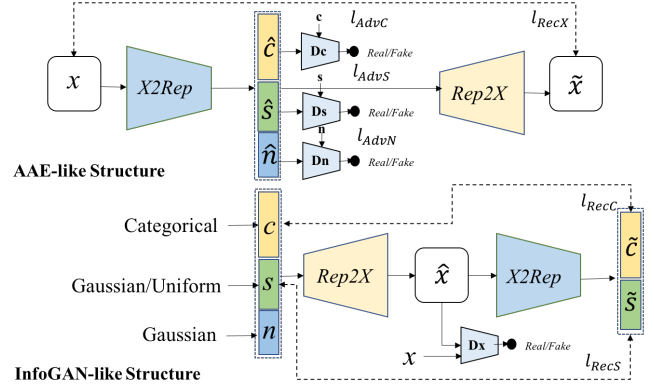 c
l_AdvC
l_RecX
x
X2Rep
ĉ
Dc
Real/Fake
l_AdvS
s
ŝ
Ds
Real/Fake
Rep2X
x̃
n
l_AdvN
n̂
Dn
Real/Fake
AAE-like Structure
Categorical
c
l_RecC
Gaussian/Uniform
s
Rep2X
x̂
X2Rep
c̃
s̃
Gaussian
n
x
Dx
Real/Fake
l_RecS
InfoGAN-like Structure